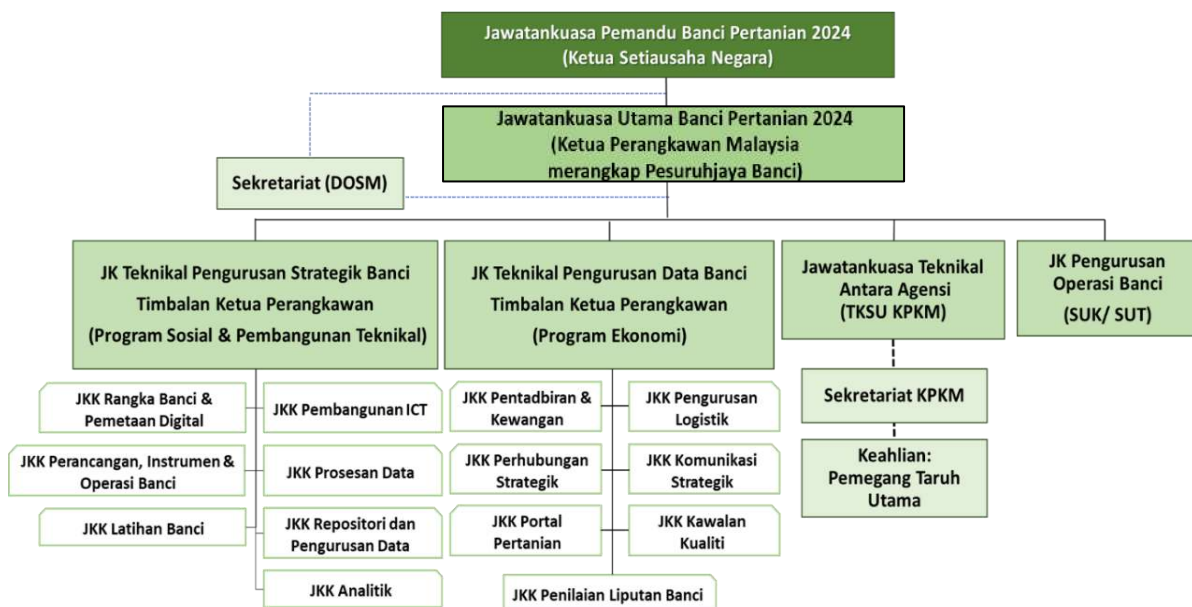 Jawatankuasa Pemandu Banci Pertanian 2024
(Ketua Setiausaha Negara)
Jawatankuasa Utama Banci Pertanian 2024
(Ketua Perangkawan Malaysia
merangkap Pesuruhjaya Banci)
Sekretariat (DOSM)
JK Teknikal Pengurusan Strategik Banci
Timbalan Ketua Perangkawan
(Program Sosial & Pembangunan Teknikal)
JK Teknikal Pengurusan Data Banci
Timbalan Ketua Perangkawan
(Program Ekonomi)
Jawatankuasa Teknikal
Antara Agensi
(TKSU KPKM)
JK Pengurusan
Operasi Banci
(SUK/ SUT)
JKK Rangka Banci &
Pemetaan Digital
JKK Pembangunan ICT
JKK Perancangan, Instrumen &
Operasi Banci
JKK Prosesan Data
JKK Latihan Banci
JKK Repositori dan
Pengurusan Data
JKK Analitik
JKK Pentadbiran &
Kewangan
JKK Pengurusan
Logistik
JKK Perhubungan
Strategik
JKK Komunikasi
Strategik
JKK Portal
Pertanian
JKK Kawalan
Kualiti
JKK Penilaian Liputan Banci
Sekretariat KPKM
Keahlian:
Pemegang Taruh
Utama